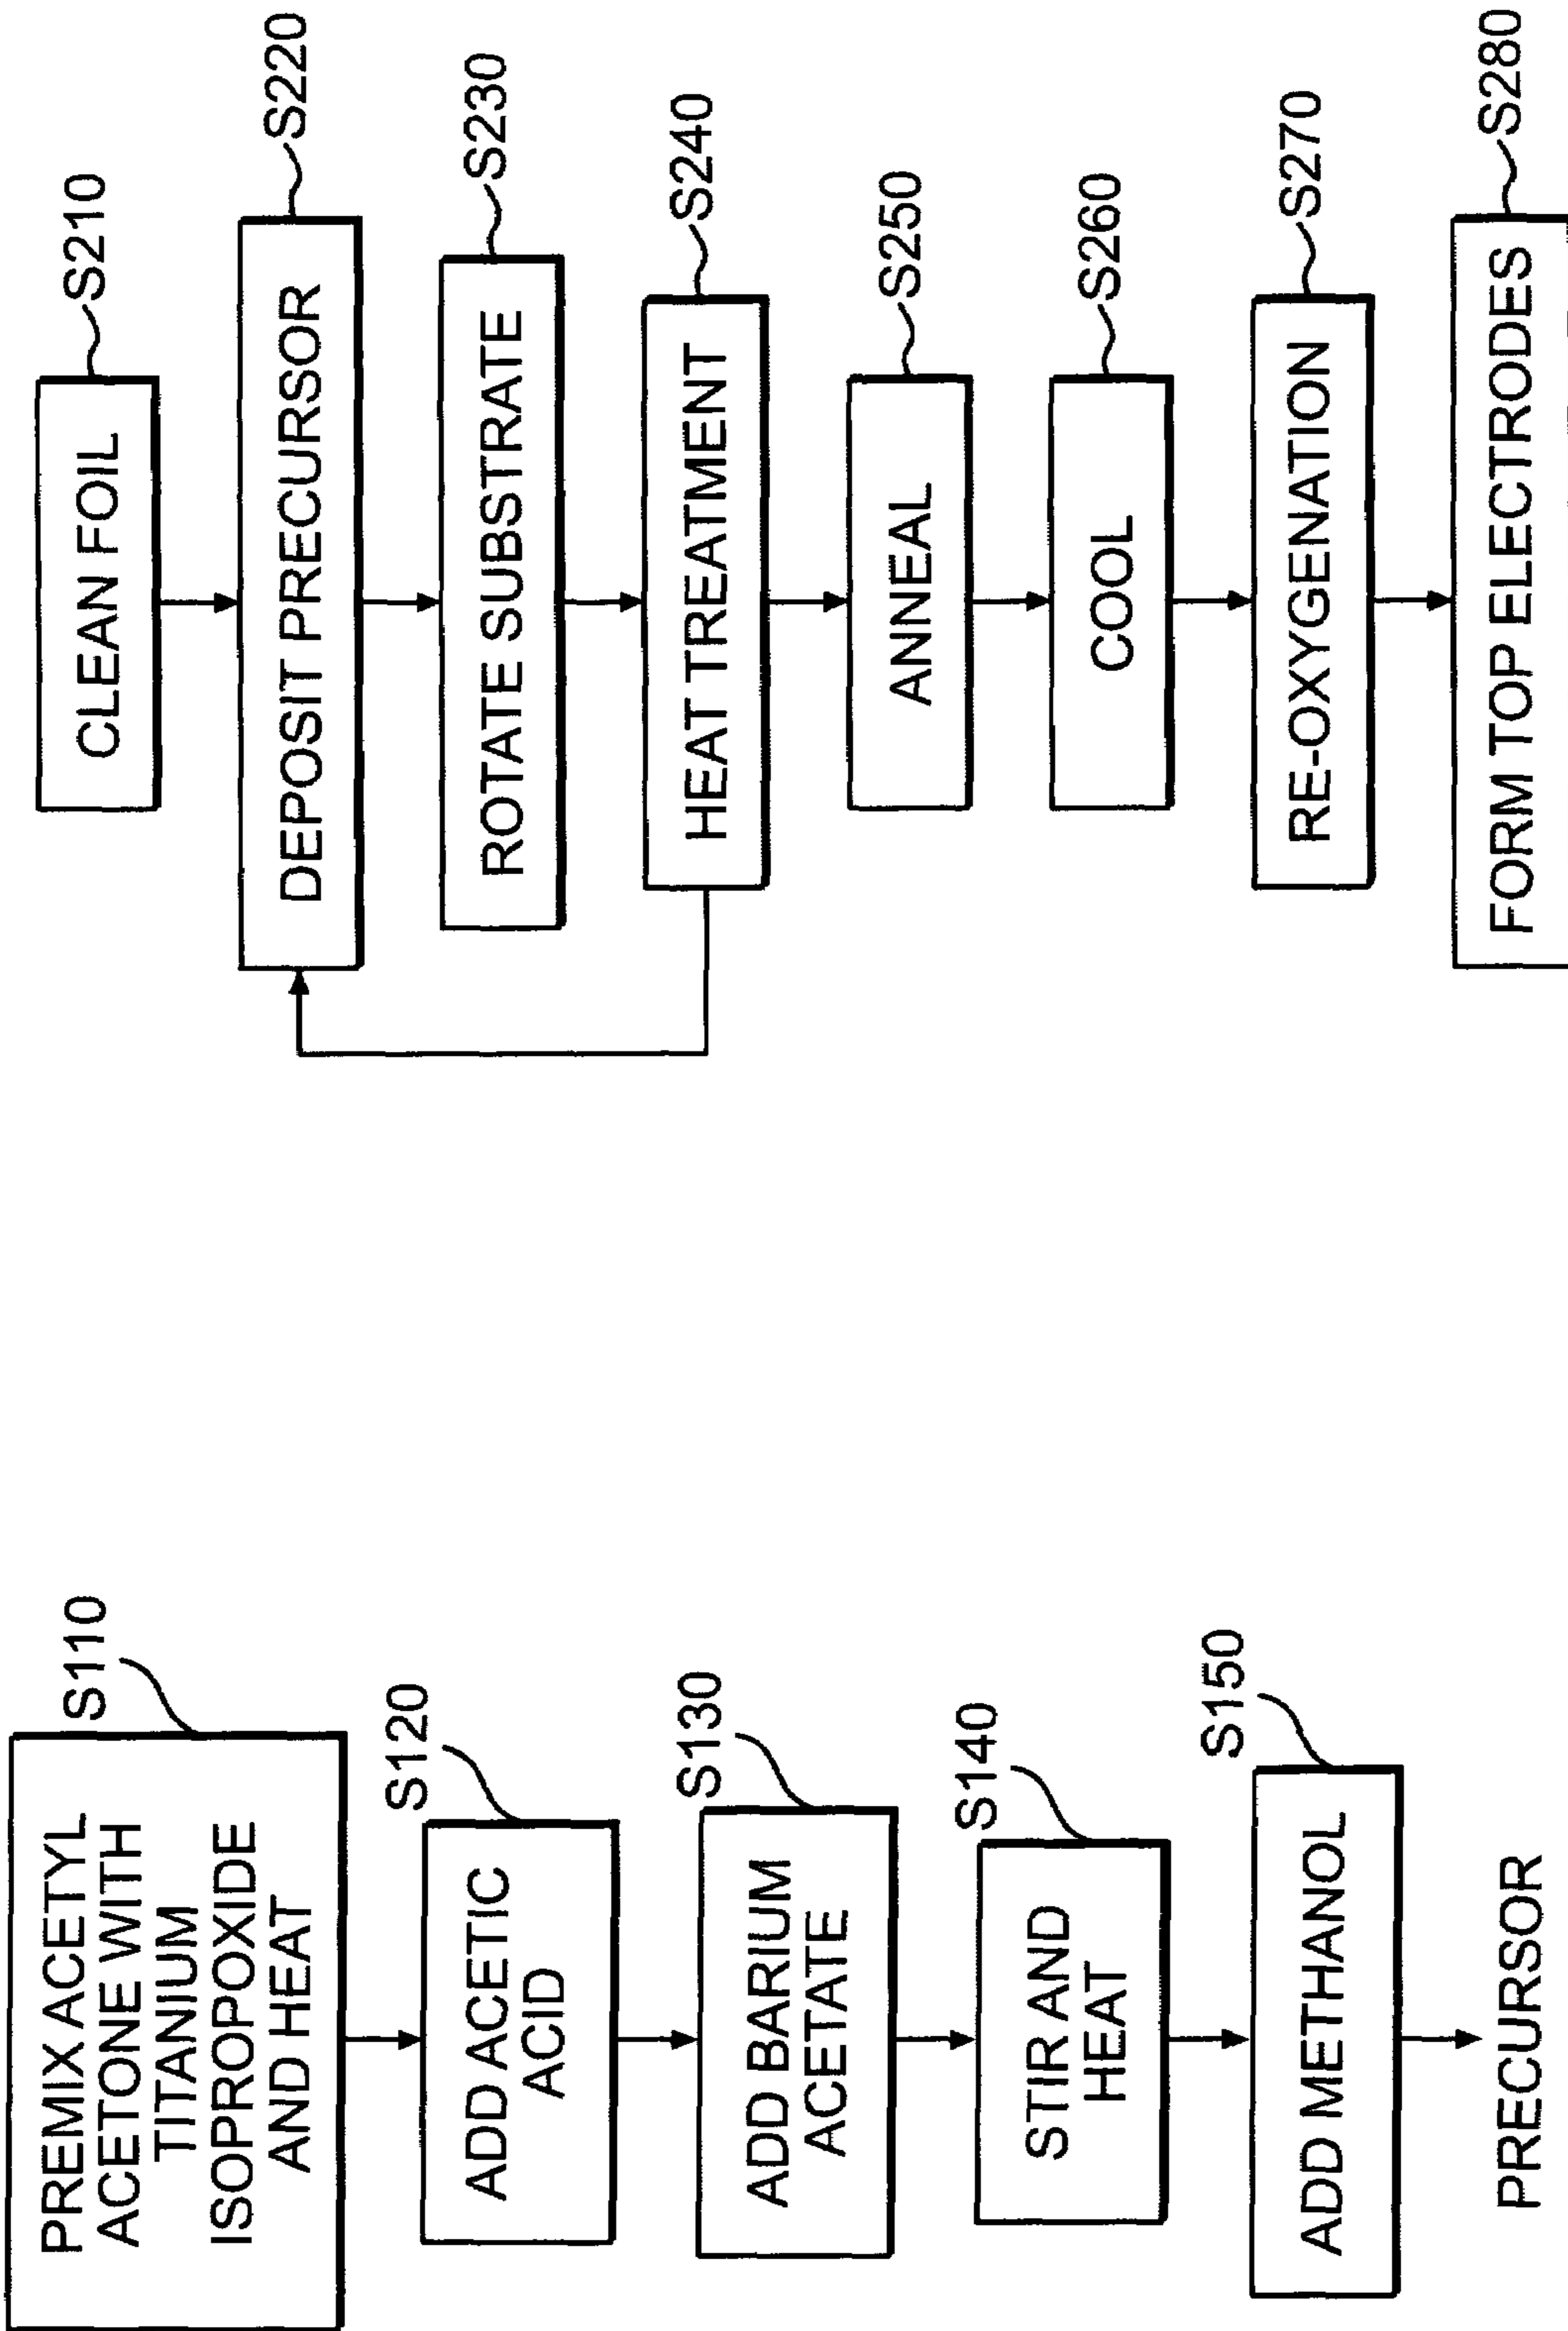 PREMIX ACETYL
ACETONE WITH
TITANIUM
ISOPROPOXIDE
AND HEAT
S110
ADD ACETIC
ACID
S120
ADD BARIUM
ACETATE
S130
STIR AND
HEAT
S140
ADD METHANOL
S150
PRECURSOR
CLEAN FOIL
S210
DEPOSIT PRECURSOR
S220
ROTATE SUBSTRATE
S230
HEAT TREATMENT
S240
ANNEAL
S250
COOL
S260
RE-OXYGENATION
S270
FORM TOP ELECTRODES
S280